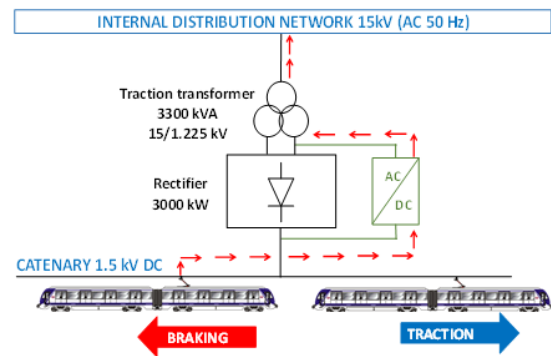 INTERNAL DISTRIBUTION NETWORK 15kV (AC 50 Hz)
Traction transformer
3300 kVA
15/1.225 kV
Rectifier
3000 kW
AC
DC
CATENARY 1.5 kV DC
BRAKING
TRACTION